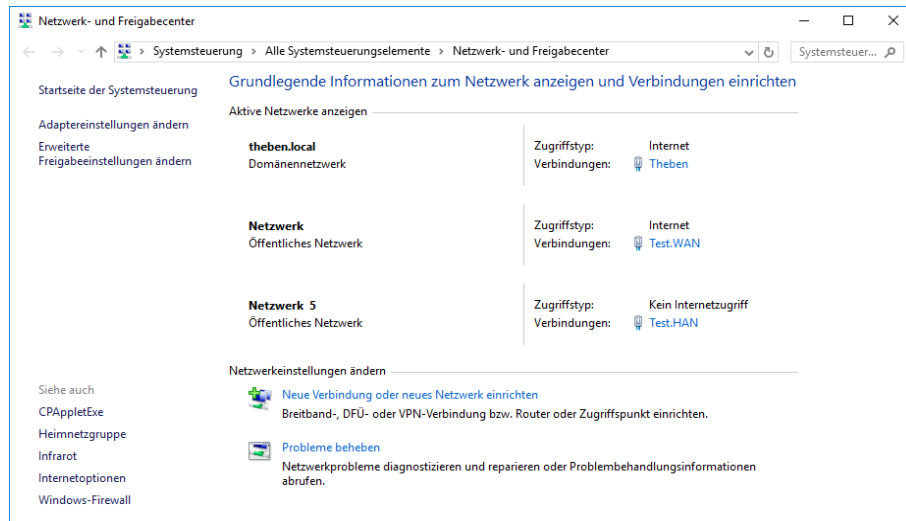 Netzwerk- und Freigabecenter
Systemsteuerung > Alle Systemsteuerungselemente > Netzwerk- und Freigabecenter
Systemsteuer...
Startseite der Systemsteuerung
Adaptereinstellungen ändern
Erweiterte
Freigabeeinstellungen ändern
Grundlegende Informationen zum Netzwerk anzeigen und Verbindungen einrichten
Aktive Netzwerke anzeigen
theben.local Zugriffstyp: Internet
Domänennetzwerk Verbindungen: Theben
Netzwerk Zugriffstyp: Internet
Öffentliches Netzwerk Verbindungen: Test.WAN
Netzwerk 5 Zugriffstyp: Kein Internetzugriff
Öffentliches Netzwerk Verbindungen: Test.HAN
Netzwerkeinstellungen ändern
Neue Verbindung oder neues Netzwerk einrichten
Breitband-, DFÜ- oder VPN-Verbindung bzw. Router oder Zugriffspunkt einrichten.
Probleme beheben
Netzwerkprobleme diagnostizieren und reparieren oder Problembehandlungsinformationen
abrufen.
Siehe auch
CPAppletExe
Heimnetzgruppe
Infrarot
Internetoptionen
Windows-Firewall